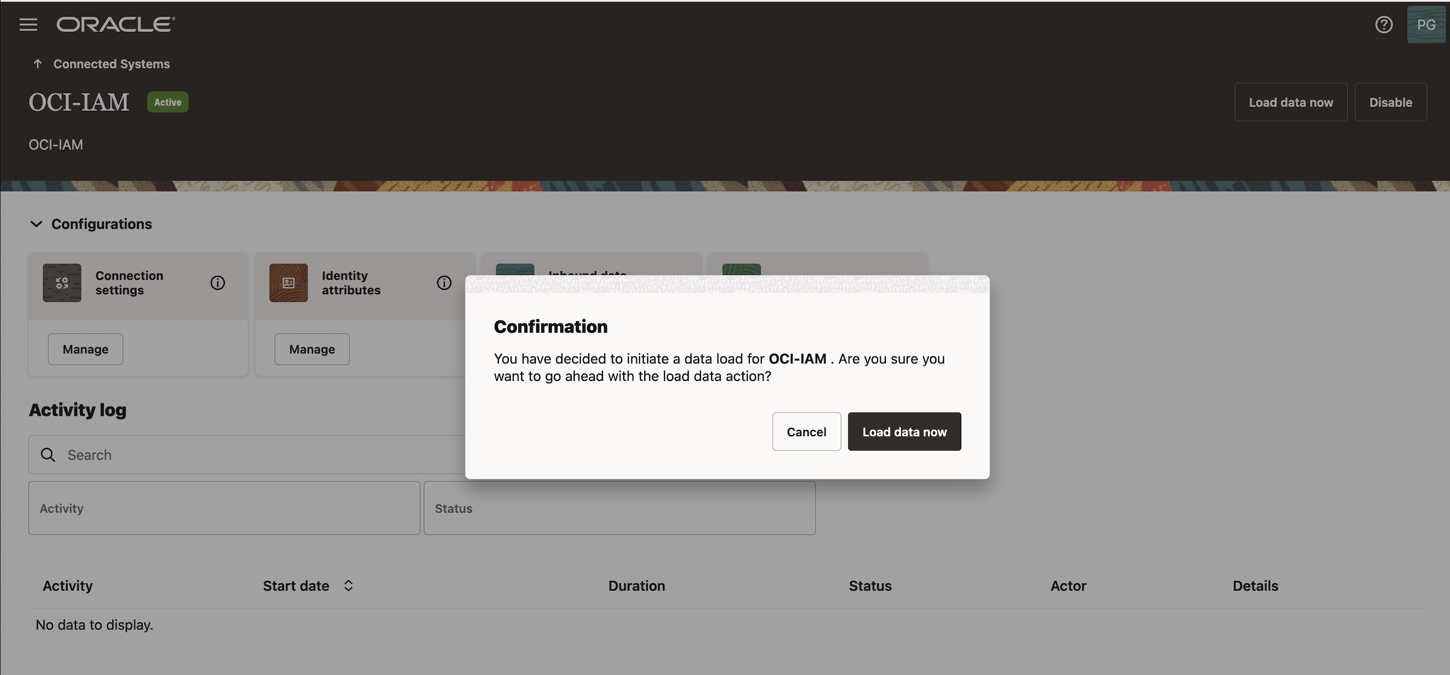 ORACLE
PG
Connected Systems
OCI-IAM Active
Load data now Disable
OCI-IAM
Configurations
Connection
settings
Identity
attributes
Inbound data
Manage Manage
Confirmation
You have decided to initiate a data load for OCI-IAM . Are you sure you
want to go ahead with the load data action?
Cancel Load data now
Activity log
Search
Activity Status
Activity Start date Duration Status Actor Details
No data to display.